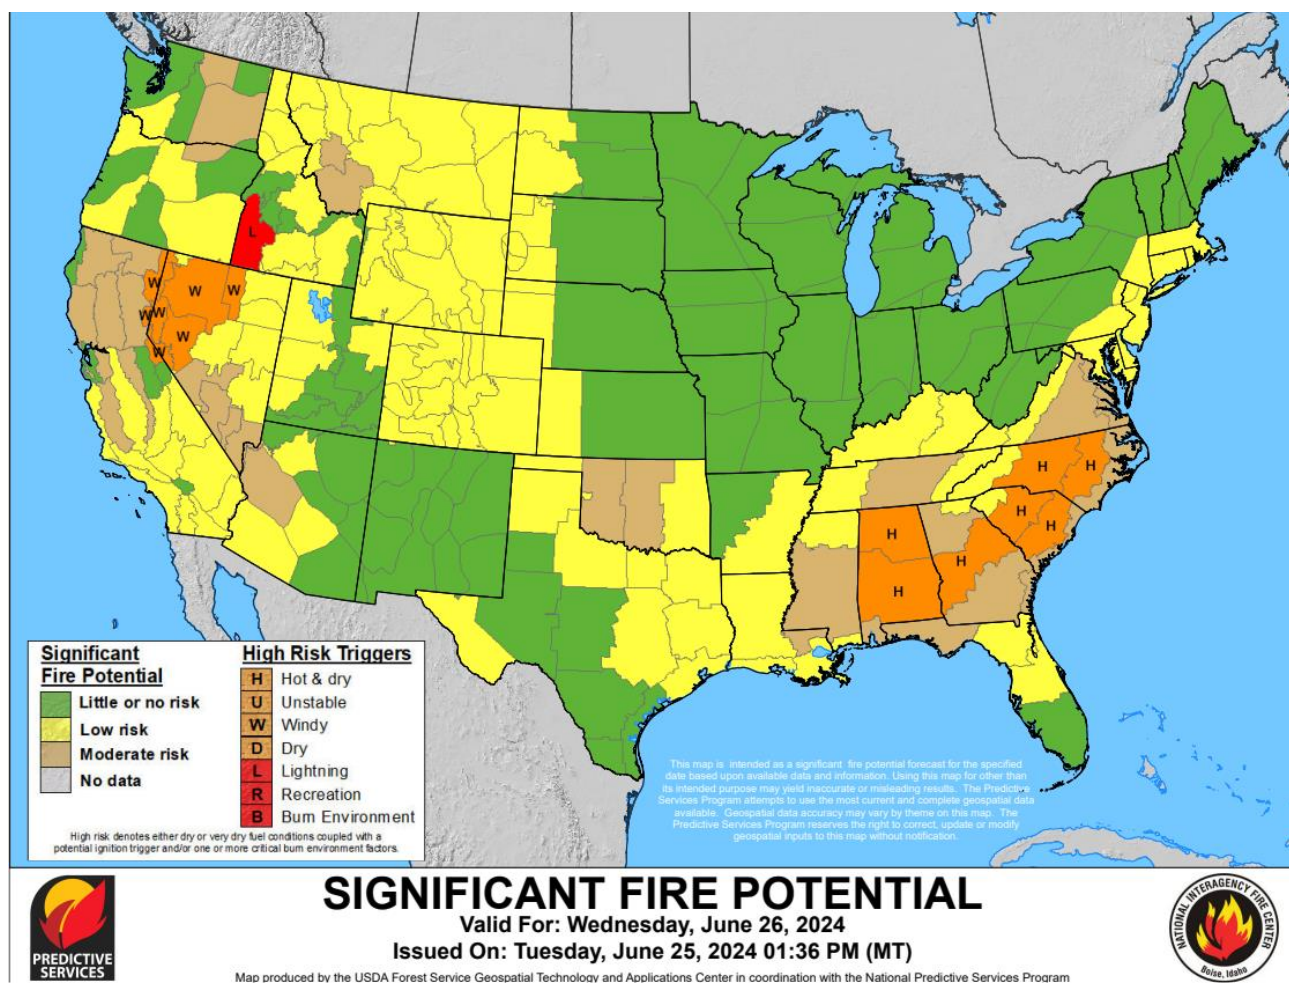 L
W
W
W
W
W
W
W
H
H
H
H
H
H
H
Significant
Fire Potential
Little or no risk
Low risk
Moderate risk
No data
High Risk Triggers
H Hot & dry
U Unstable
W Windy
D Dry
L Lightning
R Recreation
B Burn Environment
High risk denotes either dry or very dry fuel conditions coupled with a
potential ignition trigger and/or one or more critical burn environment factors.
This map is intended as a significant fire potential forecast for the specified
date based upon available data and information. Using this map for other than
its intended purpose may yield inaccurate or misleading results. The Predictive
Services Program attempts to use the most current and complete geospatial data
available. Geospatial data accuracy may vary by theme on this map. The
Predictive Services Program reserves the right to correct, update or modify
geospatial inputs to this map without notification.
PREDICTIVE
SERVICES
SIGNIFICANT FIRE POTENTIAL
Valid For: Wednesday, June 26, 2024
Issued On: Tuesday, June 25, 2024 01:36 PM (MT)
Map produced by the USDA Forest Service Geospatial Technology and Applications Center in coordination with the National Predictive Services Program
NATIONAL INTERAGENCY FIRE CENTER
Boise, Idaho